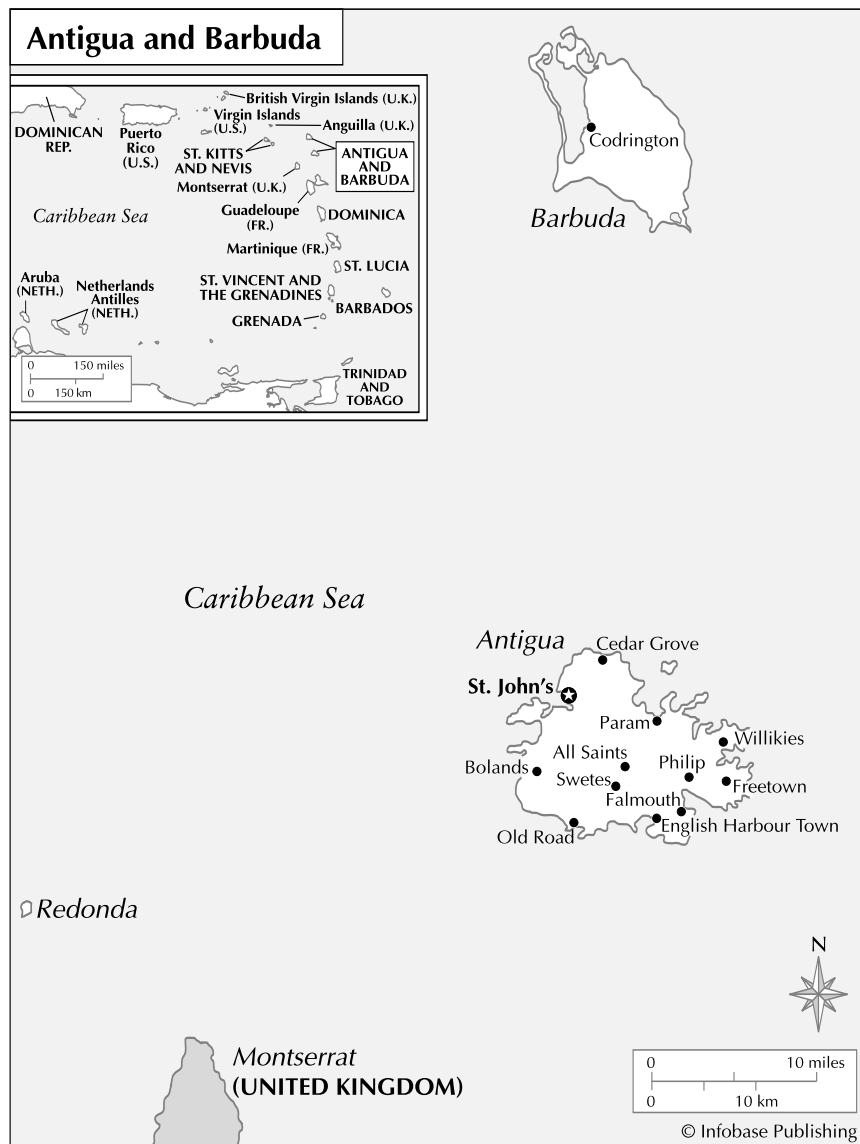 Antigua and Barbuda
British Virgin Islands (U.K.)
Virgin Islands
(U.S.)
Anguilla (U.K.)
DOMINICAN
REP.
Puerto
Rico
(U.S.)
ST. KITTS
AND NEVIS
ANTIGUA
AND
BARBUDA
Montserrat (U.K.)
Caribbean Sea
Guadeloupe
(FR.)
DOMINICA
Martinique (FR.)
ST. LUCIA
Aruba
(NETH.)
Netherlands
Antilles
(NETH.)
ST. VINCENT AND
THE GRENADINES
BARBADOS
GRENADA
0 150 miles
0 150 km
TRINIDAD
AND
TOBAGO
Codrington
Barbuda
Caribbean Sea
Antigua
Cedar Grove
St. John's
Param
Willikies
All Saints
Bolands
Philip
Swetes
Freetown
Falmouth
English Harbour Town
Old Road
Redonda
N
Montserrat
(UNITED KINGDOM)
0 10 miles
0 10 km
© Infobase Publishing